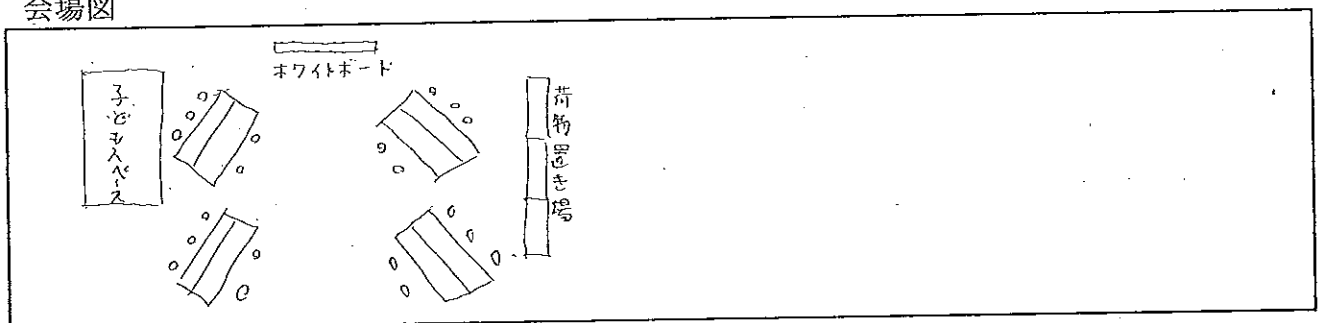 会場図
ホワイトボード
子どもスペース
荷物置き場